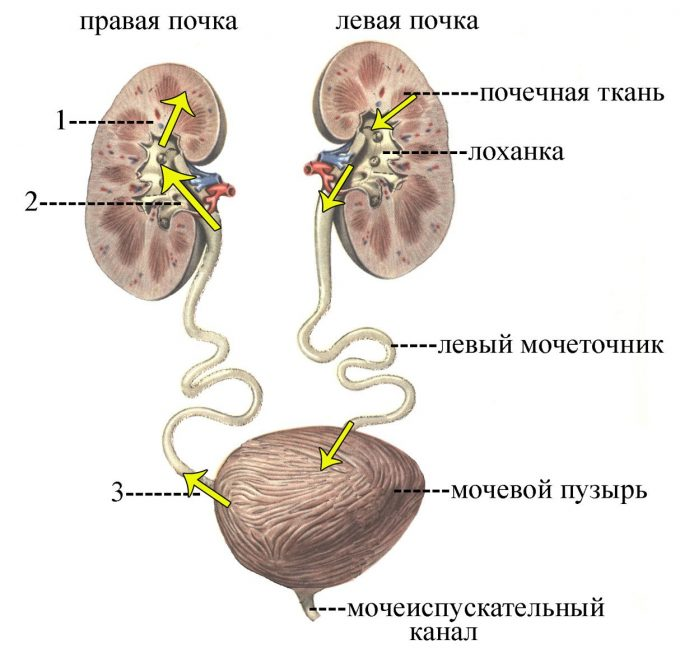 правая почка
левая почка
почечная ткань
1
лоханка
2
левый мочеточник
3
мочевой пузырь
мочеиспускательный
канал